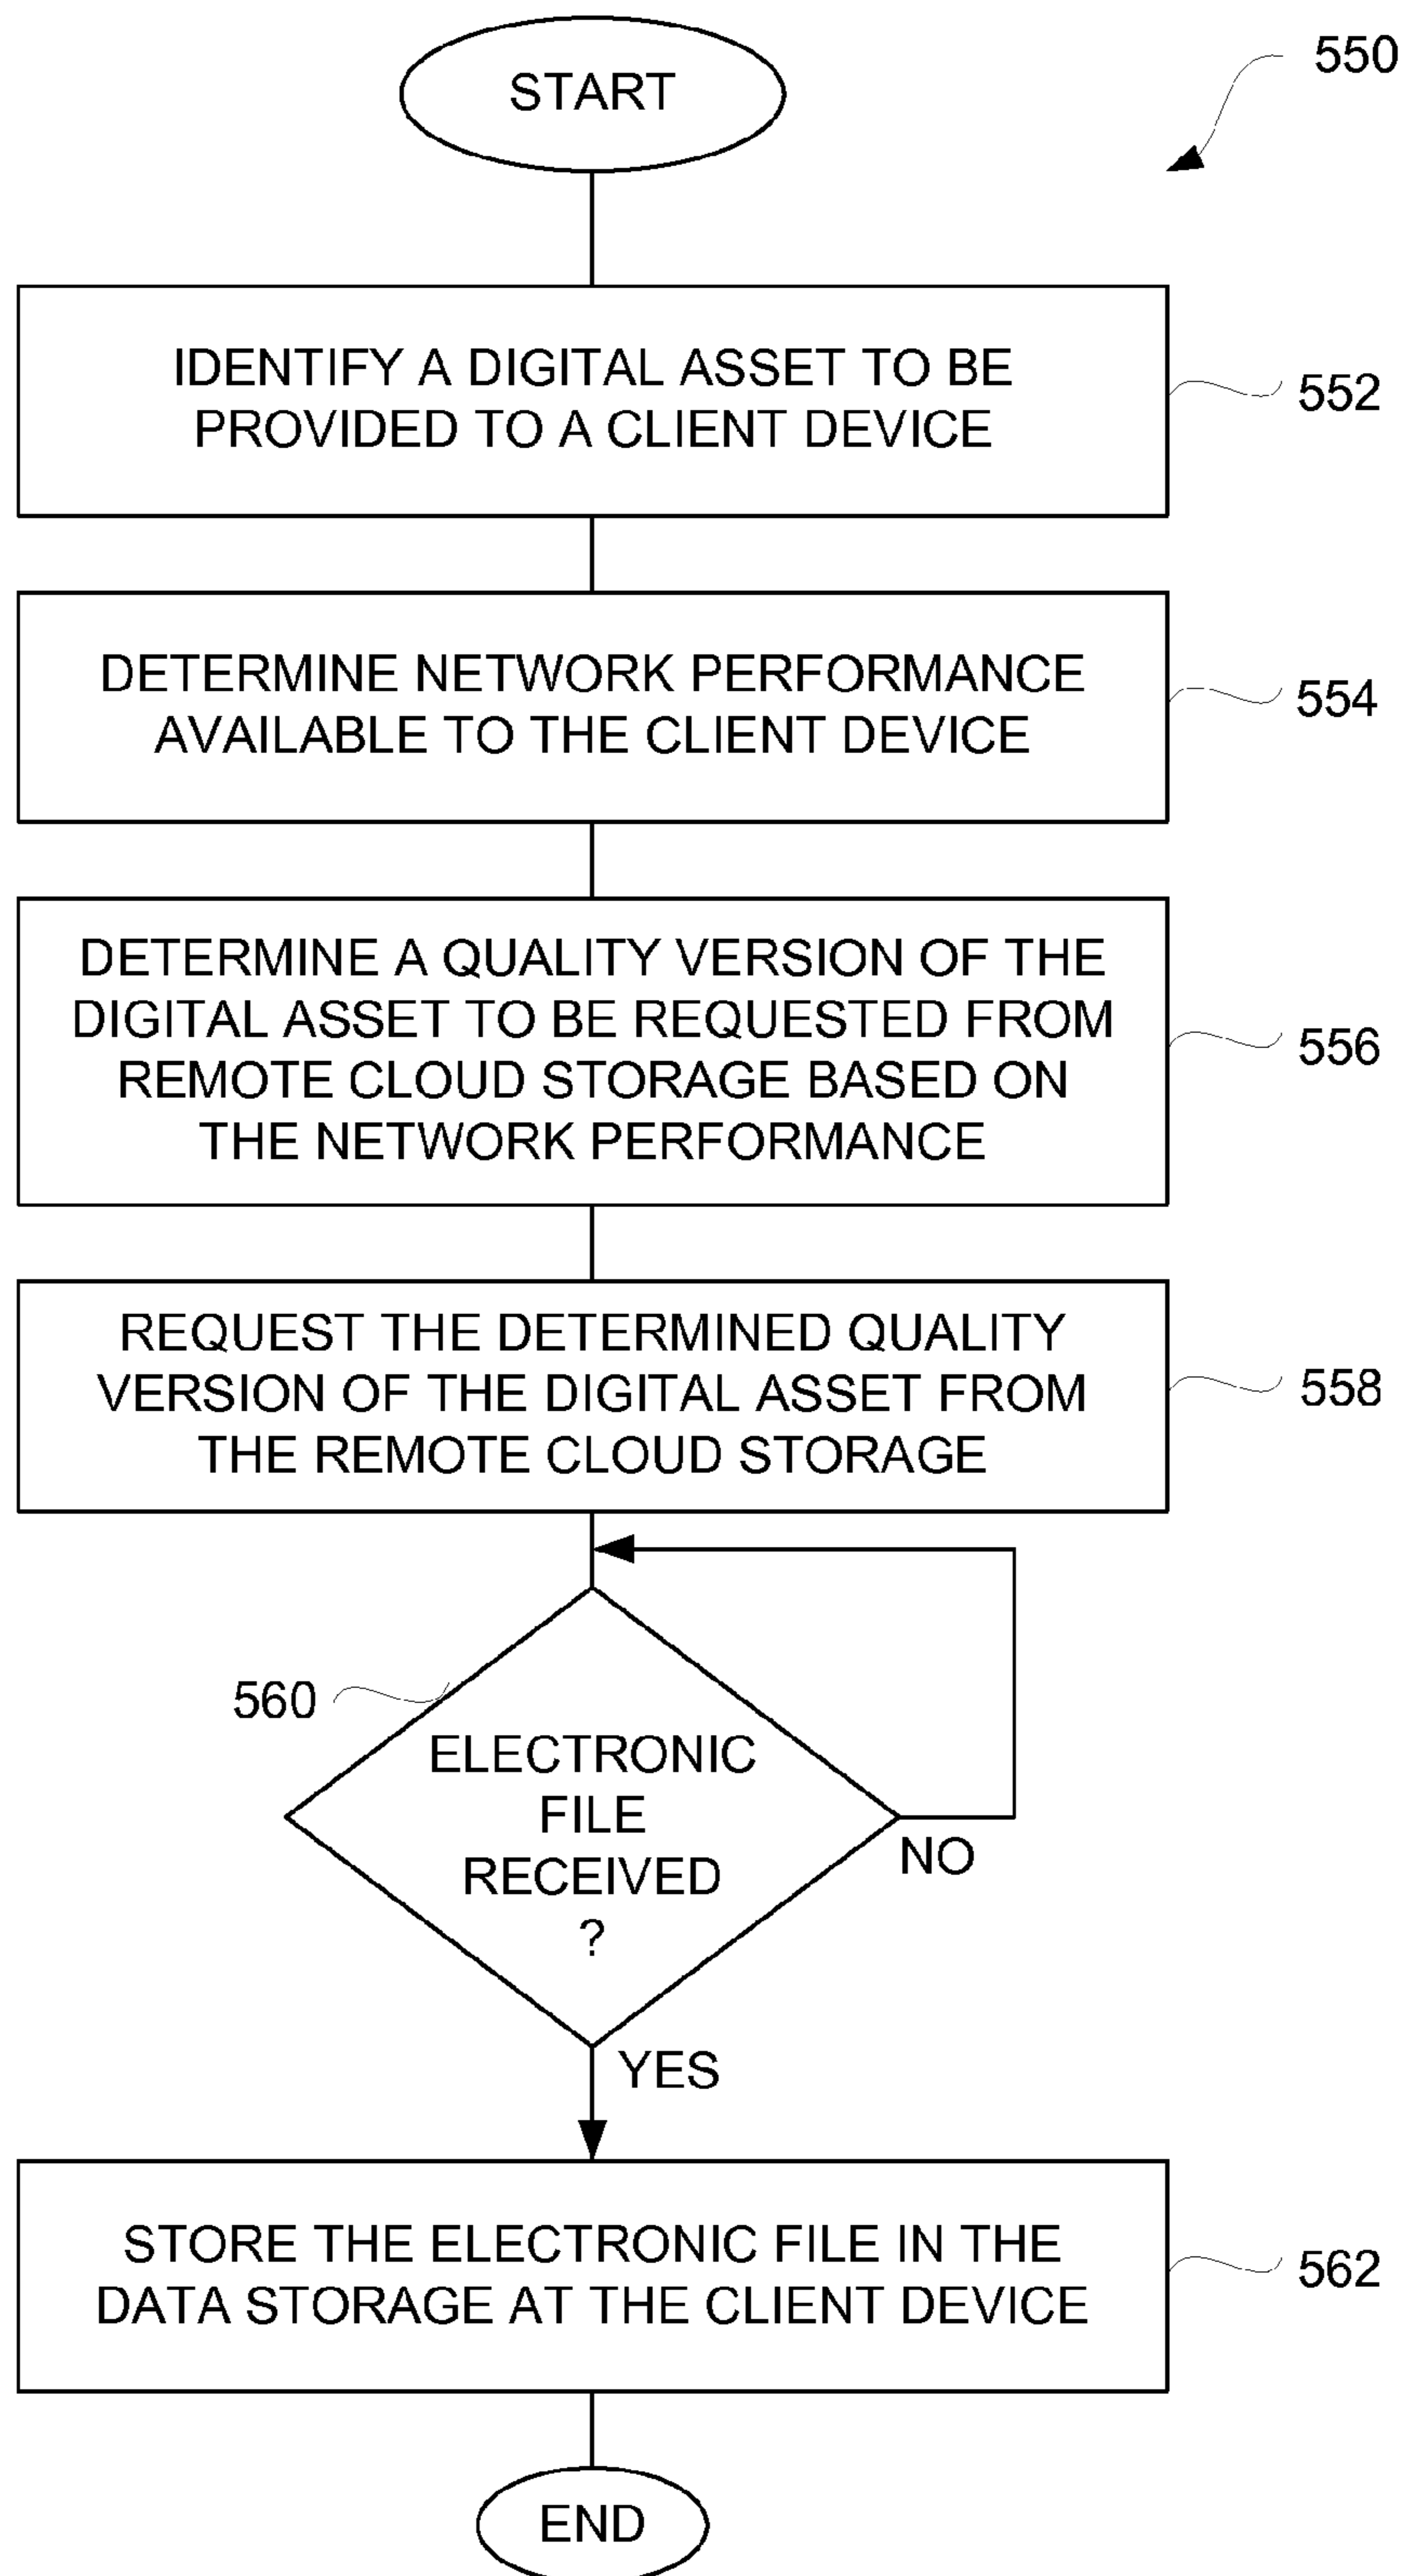 START
550
IDENTIFY A DIGITAL ASSET TO BE
PROVIDED TO A CLIENT DEVICE
552
DETERMINE NETWORK PERFORMANCE
AVAILABLE TO THE CLIENT DEVICE
554
DETERMINE A QUALITY VERSION OF THE
DIGITAL ASSET TO BE REQUESTED FROM
REMOTE CLOUD STORAGE BASED ON
THE NETWORK PERFORMANCE
556
REQUEST THE DETERMINED QUALITY
VERSION OF THE DIGITAL ASSET FROM
THE REMOTE CLOUD STORAGE
558
560
ELECTRONIC
FILE
RECEIVED
?
NO
YES
STORE THE ELECTRONIC FILE IN THE
DATA STORAGE AT THE CLIENT DEVICE
562
END